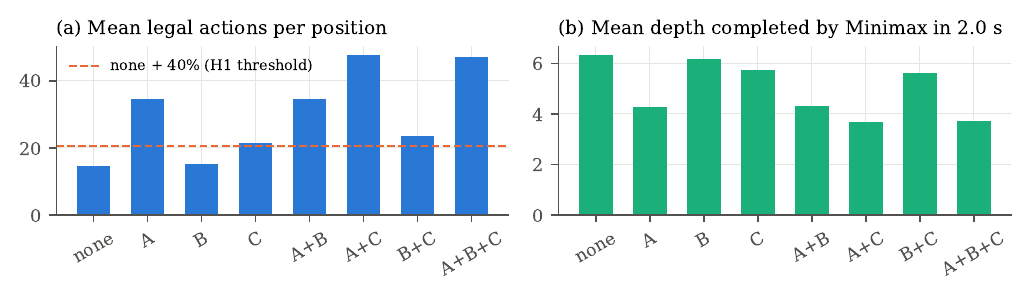 (a) Mean legal actions per position
none + 40% (H1 threshold)
40
20
0
none
A
B
C
A+B
A+C
B+C
A+B+C
(b) Mean depth completed by Minimax in 2.0 s
6
4
2
0
none
A
B
C
A+B
A+C
B+C
A+B+C